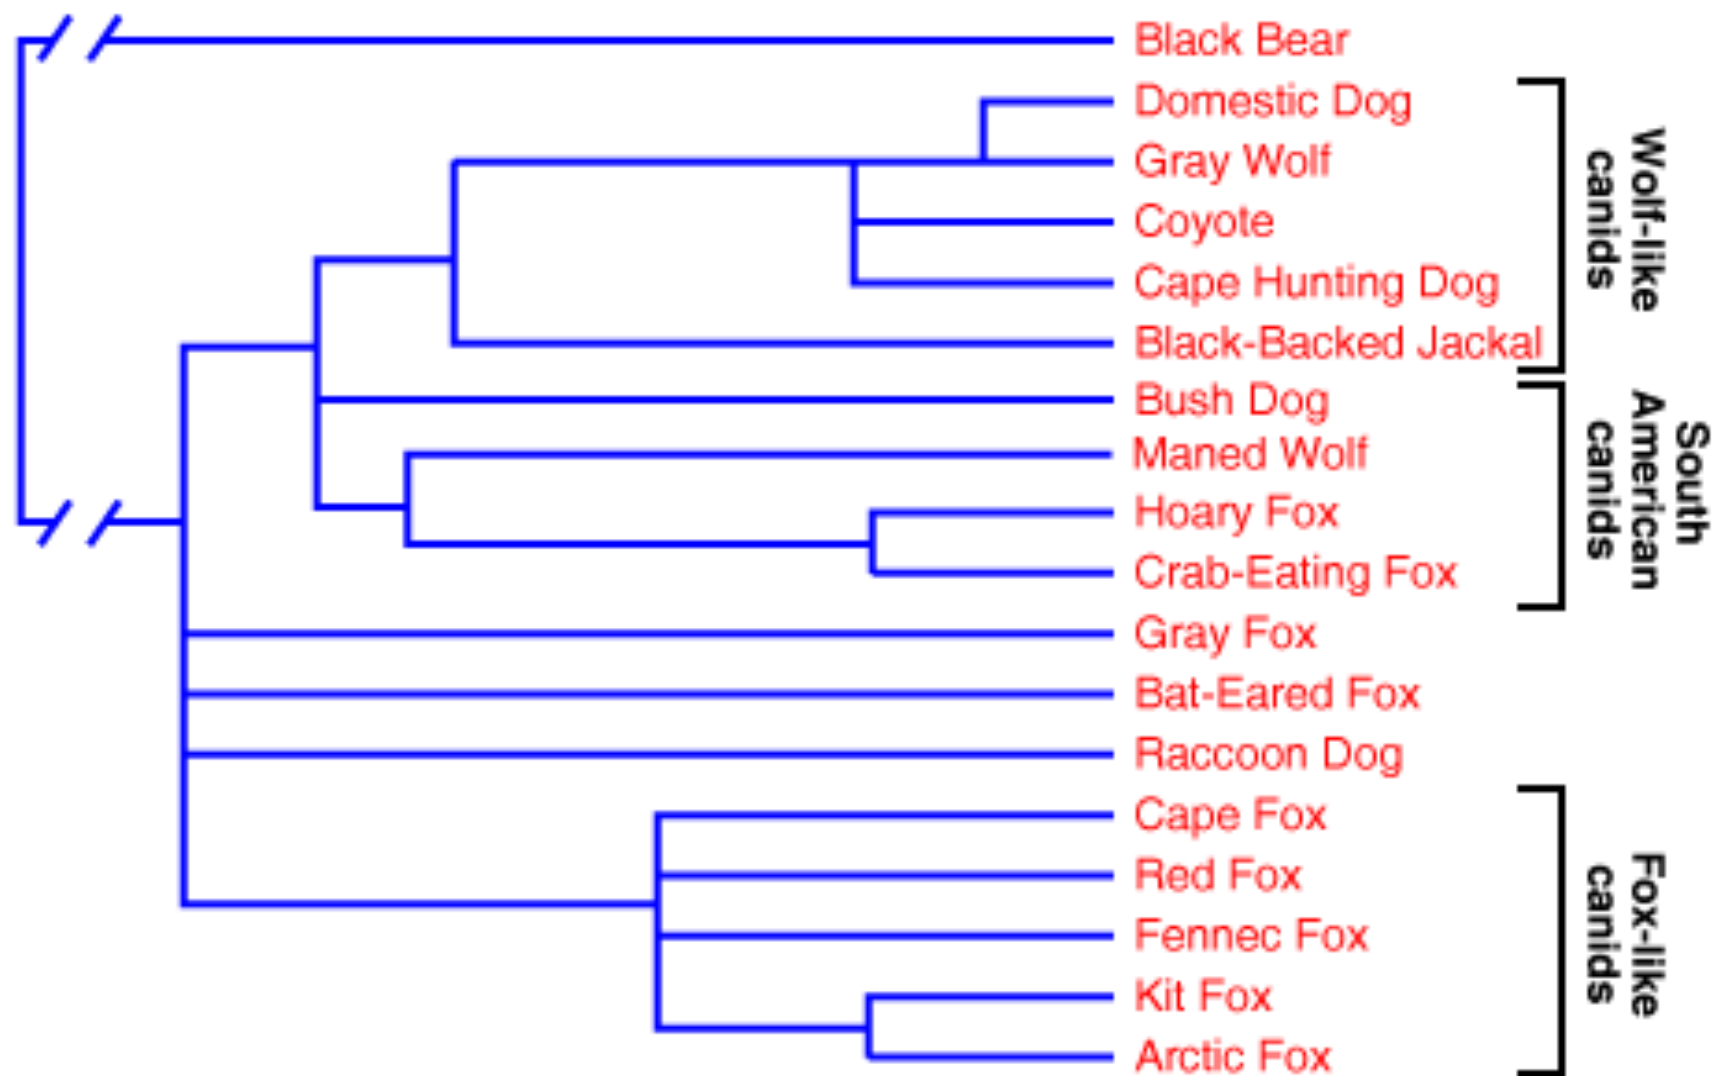 Black Bear
Domestic Dog
Gray Wolf
Coyote
Cape Hunting Dog
Black-Backed Jackal
Bush Dog
Maned Wolf
Hoary Fox
Crab-Eating Fox
Gray Fox
Bat-Eared Fox
Raccoon Dog
Cape Fox
Red Fox
Fennec Fox
Kit Fox
Arctic Fox
Wolf-like
canids
South
American
canids
Fox-like
canids